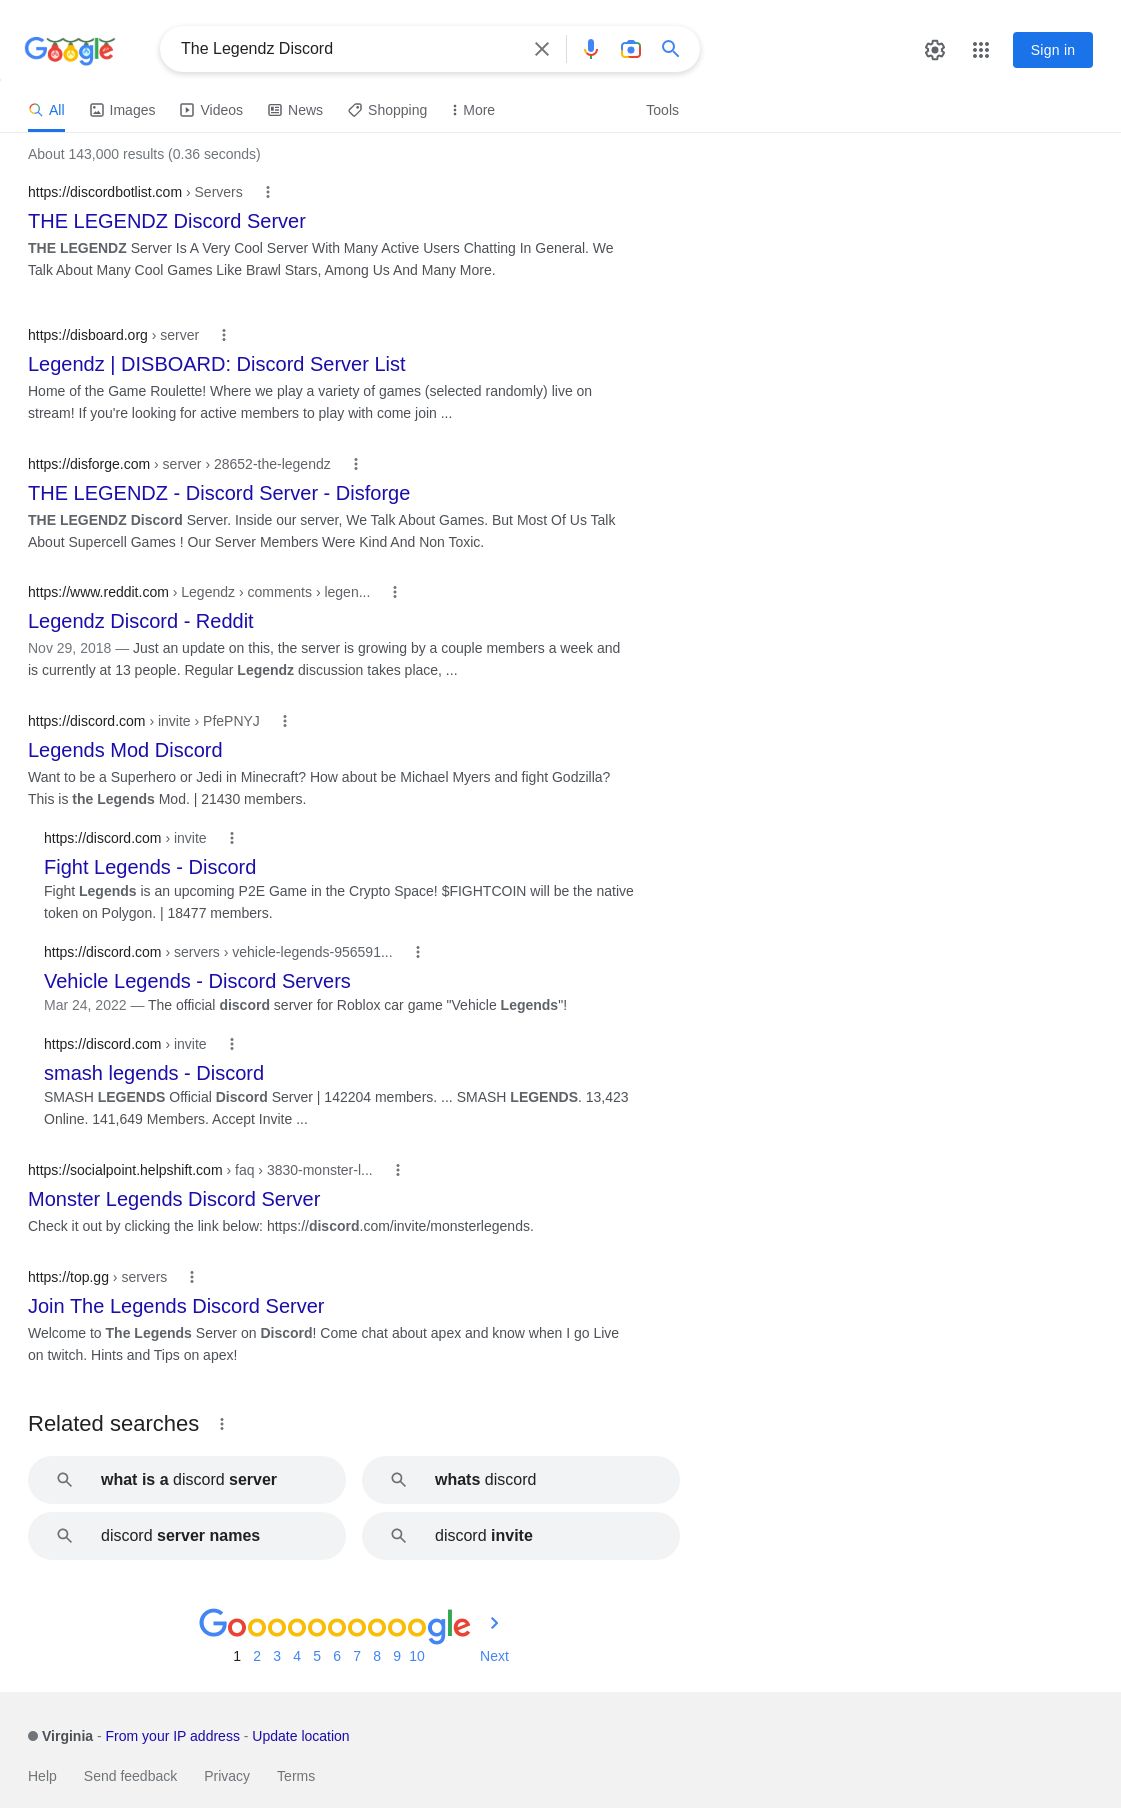 Google
The Legendz Discord
Sign in
All Images Videos News Shopping More Tools
About 143,000 results (0.36 seconds)
https://discordbotlist.com › Servers
THE LEGENDZ Discord Server
THE LEGENDZ Server Is A Very Cool Server With Many Active Users Chatting In General. We
Talk About Many Cool Games Like Brawl Stars, Among Us And Many More.
https://disboard.org › server
Legendz | DISBOARD: Discord Server List
Home of the Game Roulette! Where we play a variety of games (selected randomly) live on
stream! If you're looking for active members to play with come join ...
https://disforge.com › server › 28652-the-legendz
THE LEGENDZ - Discord Server - Disforge
THE LEGENDZ Discord Server. Inside our server, We Talk About Games. But Most Of Us Talk
About Supercell Games ! Our Server Members Were Kind And Non Toxic.
https://www.reddit.com › Legendz › comments › legen...
Legendz Discord - Reddit
Nov 29, 2018 — Just an update on this, the server is growing by a couple members a week and
is currently at 13 people. Regular Legendz discussion takes place, ...
https://discord.com › invite › PfePNYJ
Legends Mod Discord
Want to be a Superhero or Jedi in Minecraft? How about be Michael Myers and fight Godzilla?
This is the Legends Mod. | 21430 members.
https://discord.com › invite
Fight Legends - Discord
Fight Legends is an upcoming P2E Game in the Crypto Space! $FIGHTCOIN will be the native
token on Polygon. | 18477 members.
https://discord.com › servers › vehicle-legends-956591...
Vehicle Legends - Discord Servers
Mar 24, 2022 — The official discord server for Roblox car game "Vehicle Legends"!
https://discord.com › invite
smash legends - Discord
SMASH LEGENDS Official Discord Server | 142204 members. ... SMASH LEGENDS. 13,423
Online. 141,649 Members. Accept Invite ...
https://socialpoint.helpshift.com › faq › 3830-monster-l...
Monster Legends Discord Server
Check it out by clicking the link below: https://discord.com/invite/monsterlegends.
https://top.gg › servers
Join The Legends Discord Server
Welcome to The Legends Server on Discord! Come chat about apex and know when I go Live
on twitch. Hints and Tips on apex!
Related searches
what is a discord server
whats discord
discord server names
discord invite
Goooooooooogle
1 2 3 4 5 6 7 8 9 10 Next
Virginia - From your IP address - Update location
Help Send feedback Privacy Terms